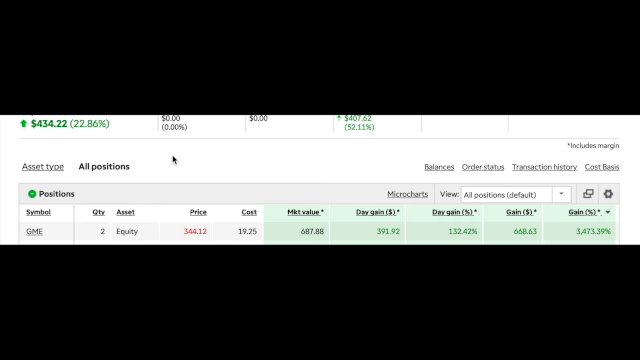 $434.22 (22.86%)
$0.00
(0.00%)
$0.00
$407.62
(52.11%)
*Includes margin
Asset type All positions Balances Order status Transaction history Cost Basis
Positions Microcharts View: All positions (default)
Symbol Qty Asset Price Cost Mkt value * Day gain ($) * Day gain (%) * Gain ($) * Gain (%) *
GME 2 Equity 344.12 19.25 687.88 391.92 132.42% 668.63 3,473.39%